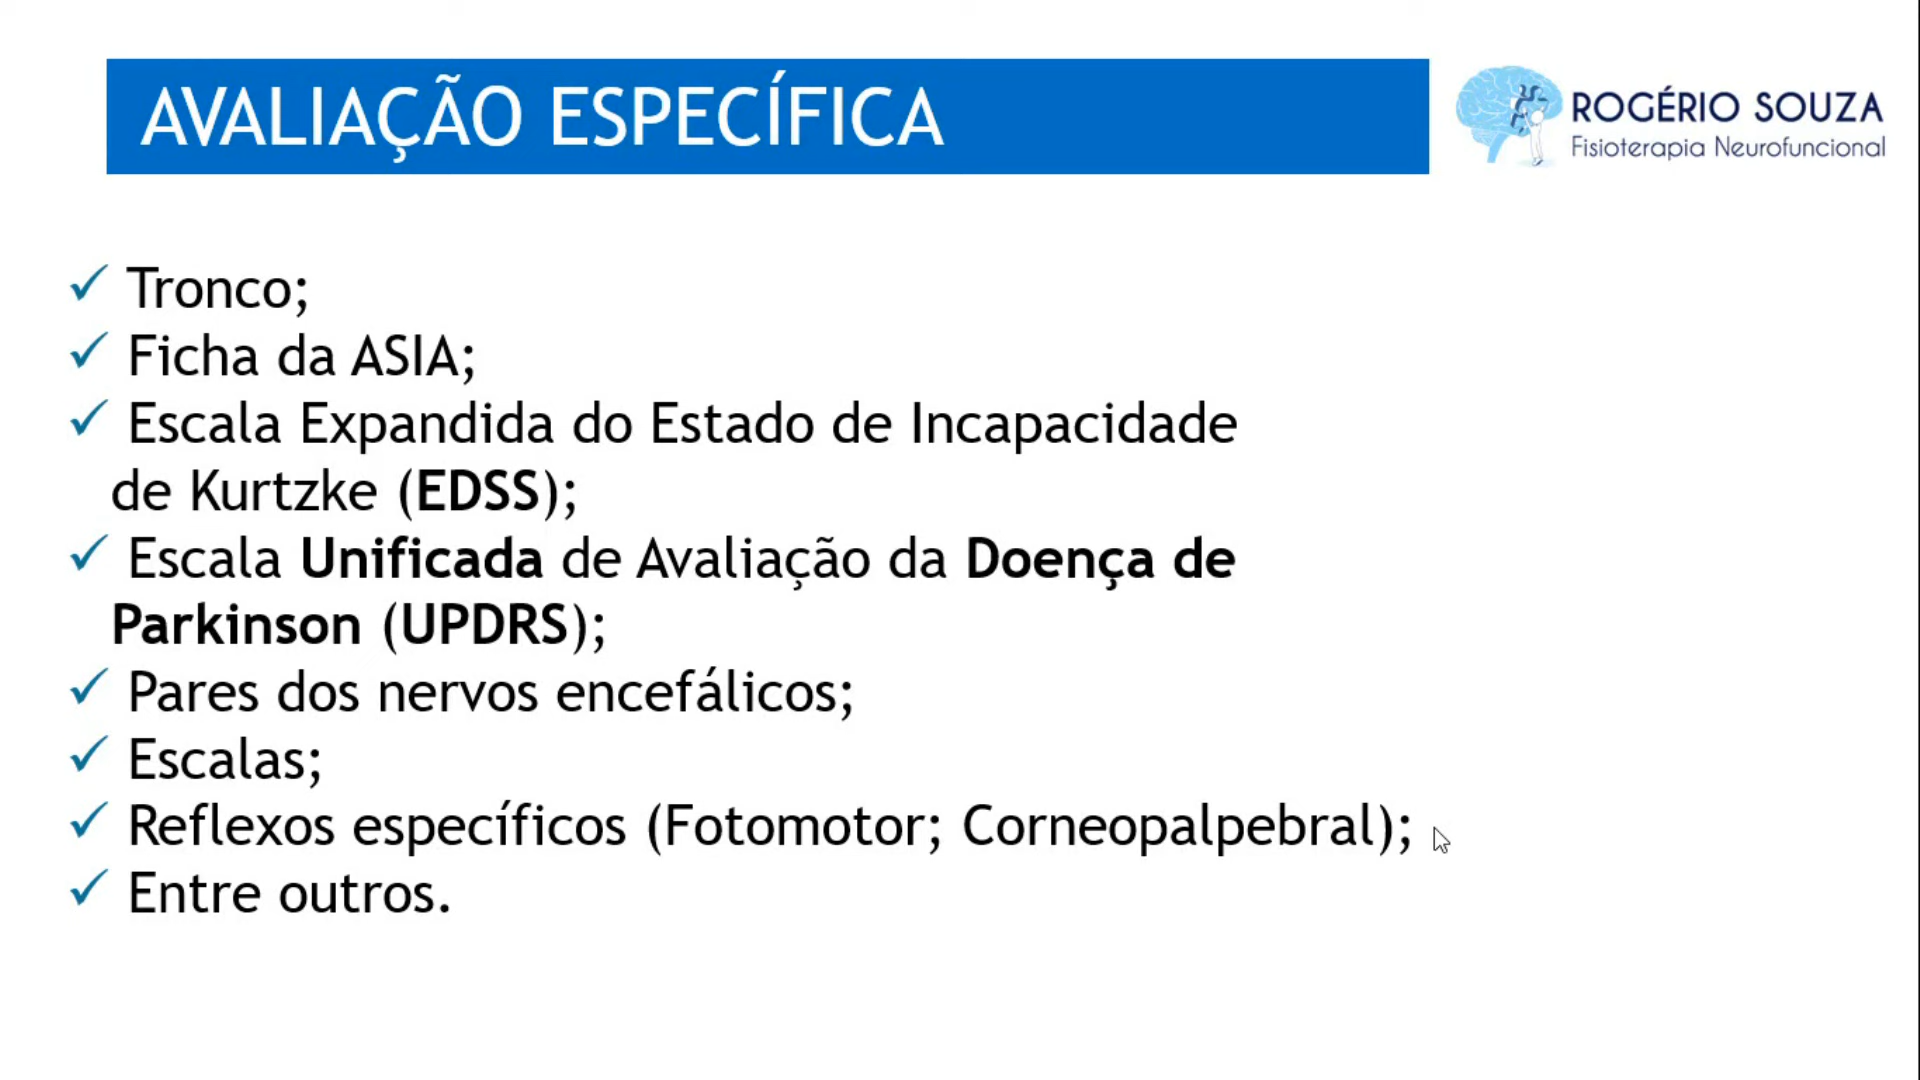 AVALIAÇÃO ESPECÍFICA
ROGÉRIO SOUZA
Fisioterapia Neurofuncional
✓ Tronco;
✓ Ficha da ASIA;
✓ Escala Expandida do Estado de Incapacidade
de Kurtzke (EDSS);
✓ Escala Unificada de Avaliação da Doença de
Parkinson (UPDRS);
✓ Pares dos nervos encefálicos;
✓ Escalas;
✓ Reflexos específicos (Fotomotor; Corneopalpebral);
✓ Entre outros.